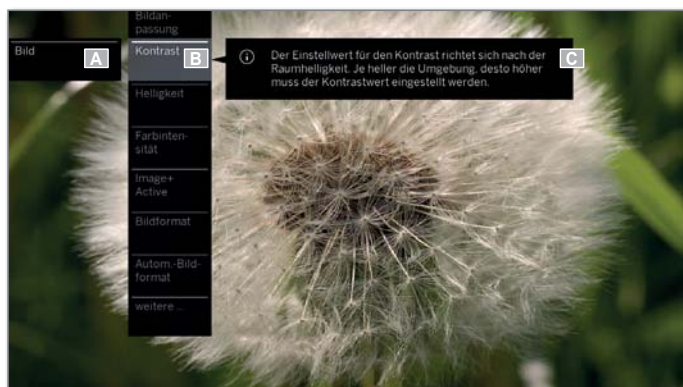 Bildan-
passung
Bild
A
Kontrast
B
Der Einstellwert für den Kontrast richtet sich nach der
Raumhelligkeit. Je heller die Umgebung, desto höher
muss der Kontrastwert eingestellt werden.
C
Helligkeit
Farbinten-
sität
Image+
Active
Bildformat
Autom.-Bild-
format
weitere ...